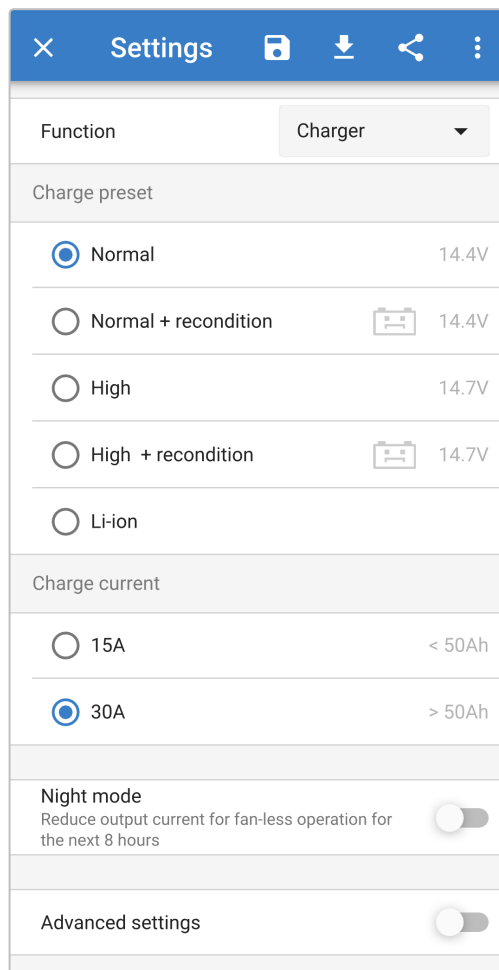 Settings
Function Charger
Charge preset
Normal 14.4V
Normal + recondition 14.4V
High 14.7V
High + recondition 14.7V
Li-ion
Charge current
15A < 50Ah
30A > 50Ah
Night mode
Reduce output current for fan-less operation for
the next 8 hours
Advanced settings